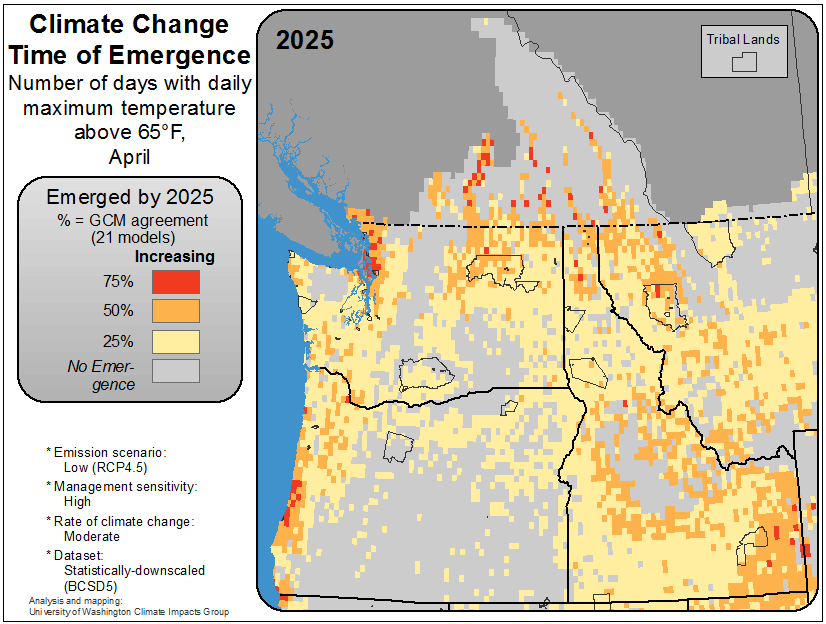 Climate Change
Time of Emergence
Number of days with daily
maximum temperature
above 65°F,
April
Emerged by 2025
% = GCM agreement
(21 models)
Increasing
75%
50%
25%
No Emer-
gence
* Emission scenario:
Low (RCP4.5)
* Management sensitivity:
High
* Rate of climate change:
Moderate
* Dataset:
Statistically-downscaled
(BCSD5)
Analysis and mapping:
University of Washington Climate Impacts Group
2025
Tribal Lands